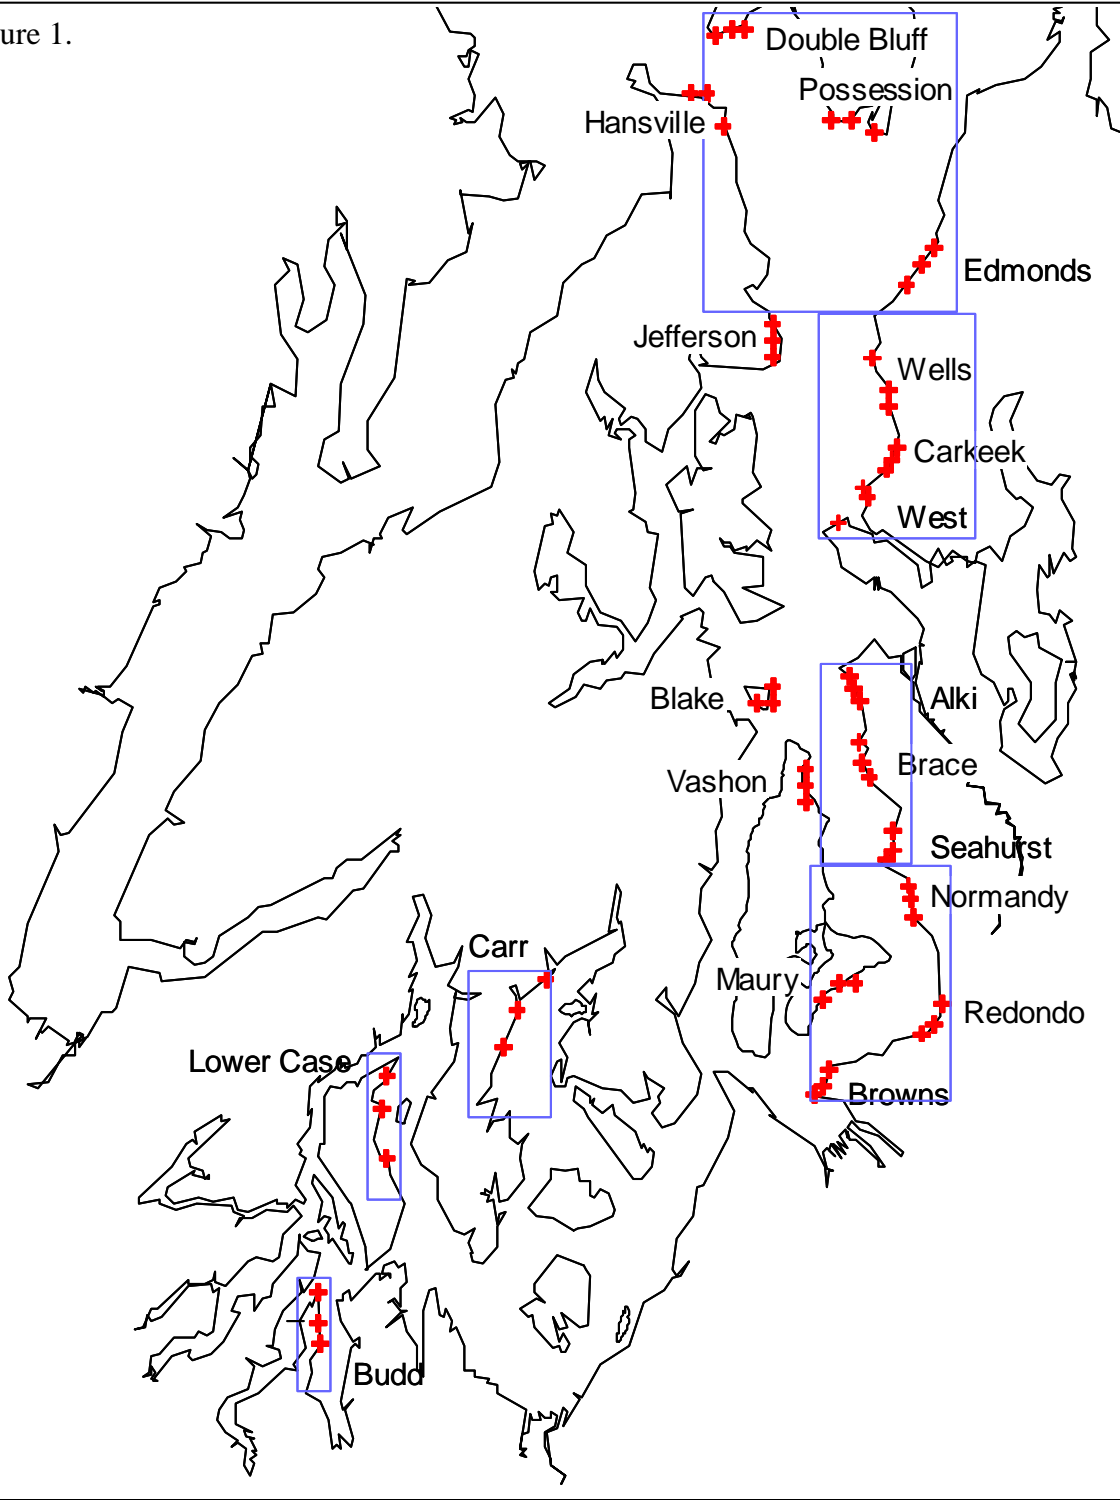 ure 1.
Double Bluff
Possession
Hansville
Edmonds
Jefferson
Wells
Carkeek
West
Blake
Alki
Brace
Vashon
Seahurst
Normandy
Carr
Maury
Redondo
Lower Case
Browns
Budd